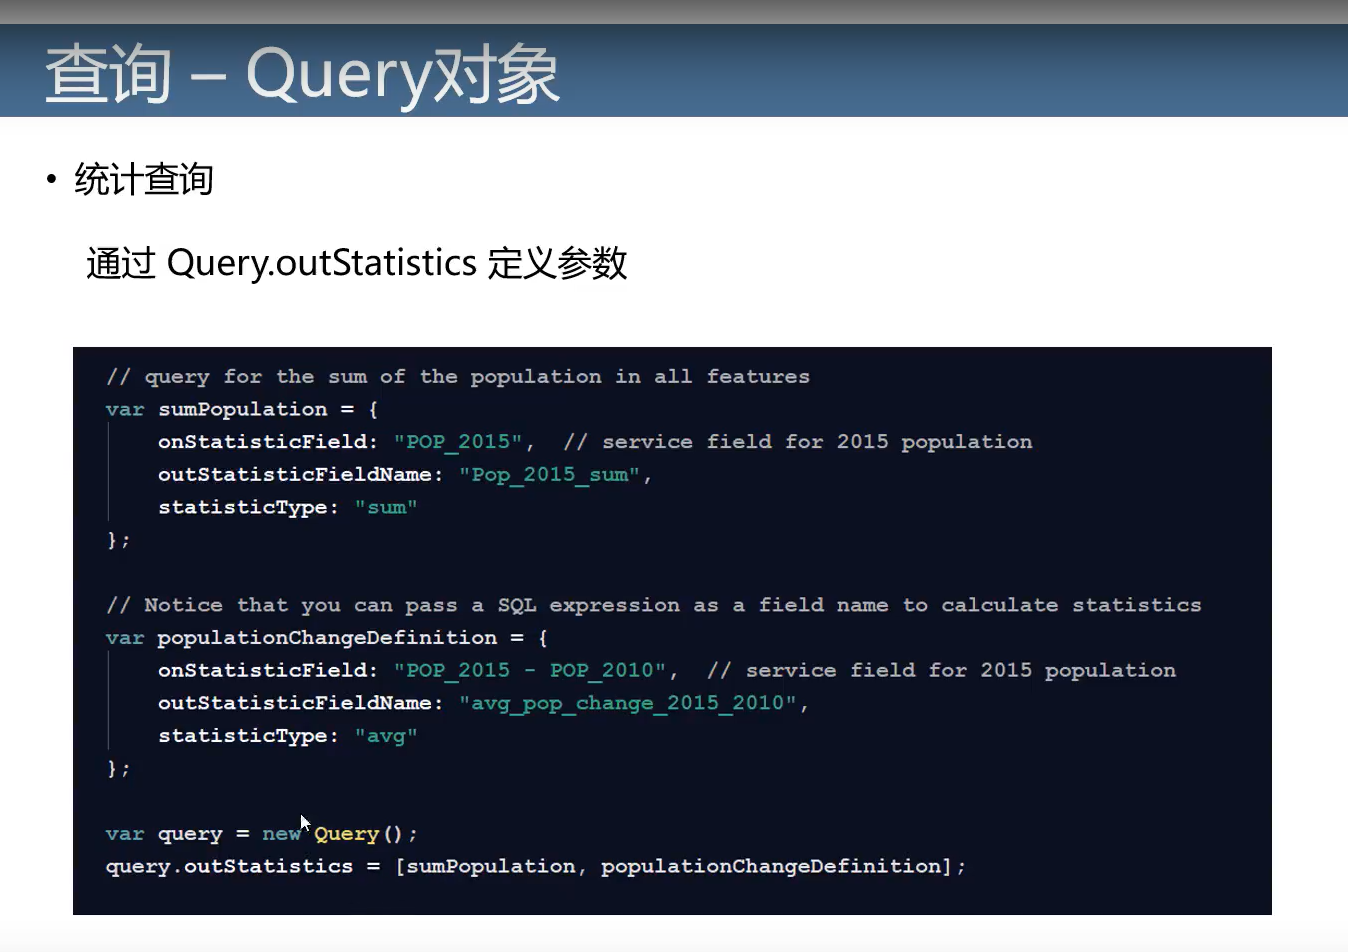 查询 – Query对象
• 统计查询
通过 Query.outStatistics 定义参数
// query for the sum of the population in all features
var sumPopulation = {
onStatisticField: "POP_2015", // service field for 2015 population
outStatisticFieldName: "Pop_2015_sum",
statisticType: "sum"
};
// Notice that you can pass a SQL expression as a field name to calculate statistics
var populationChangeDefinition = {
onStatisticField: "POP_2015 - POP_2010", // service field for 2015 population
outStatisticFieldName: "avg_pop_change_2015_2010",
statisticType: "avg"
};
var query = new Query();
query.outStatistics = [sumPopulation, populationChangeDefinition];